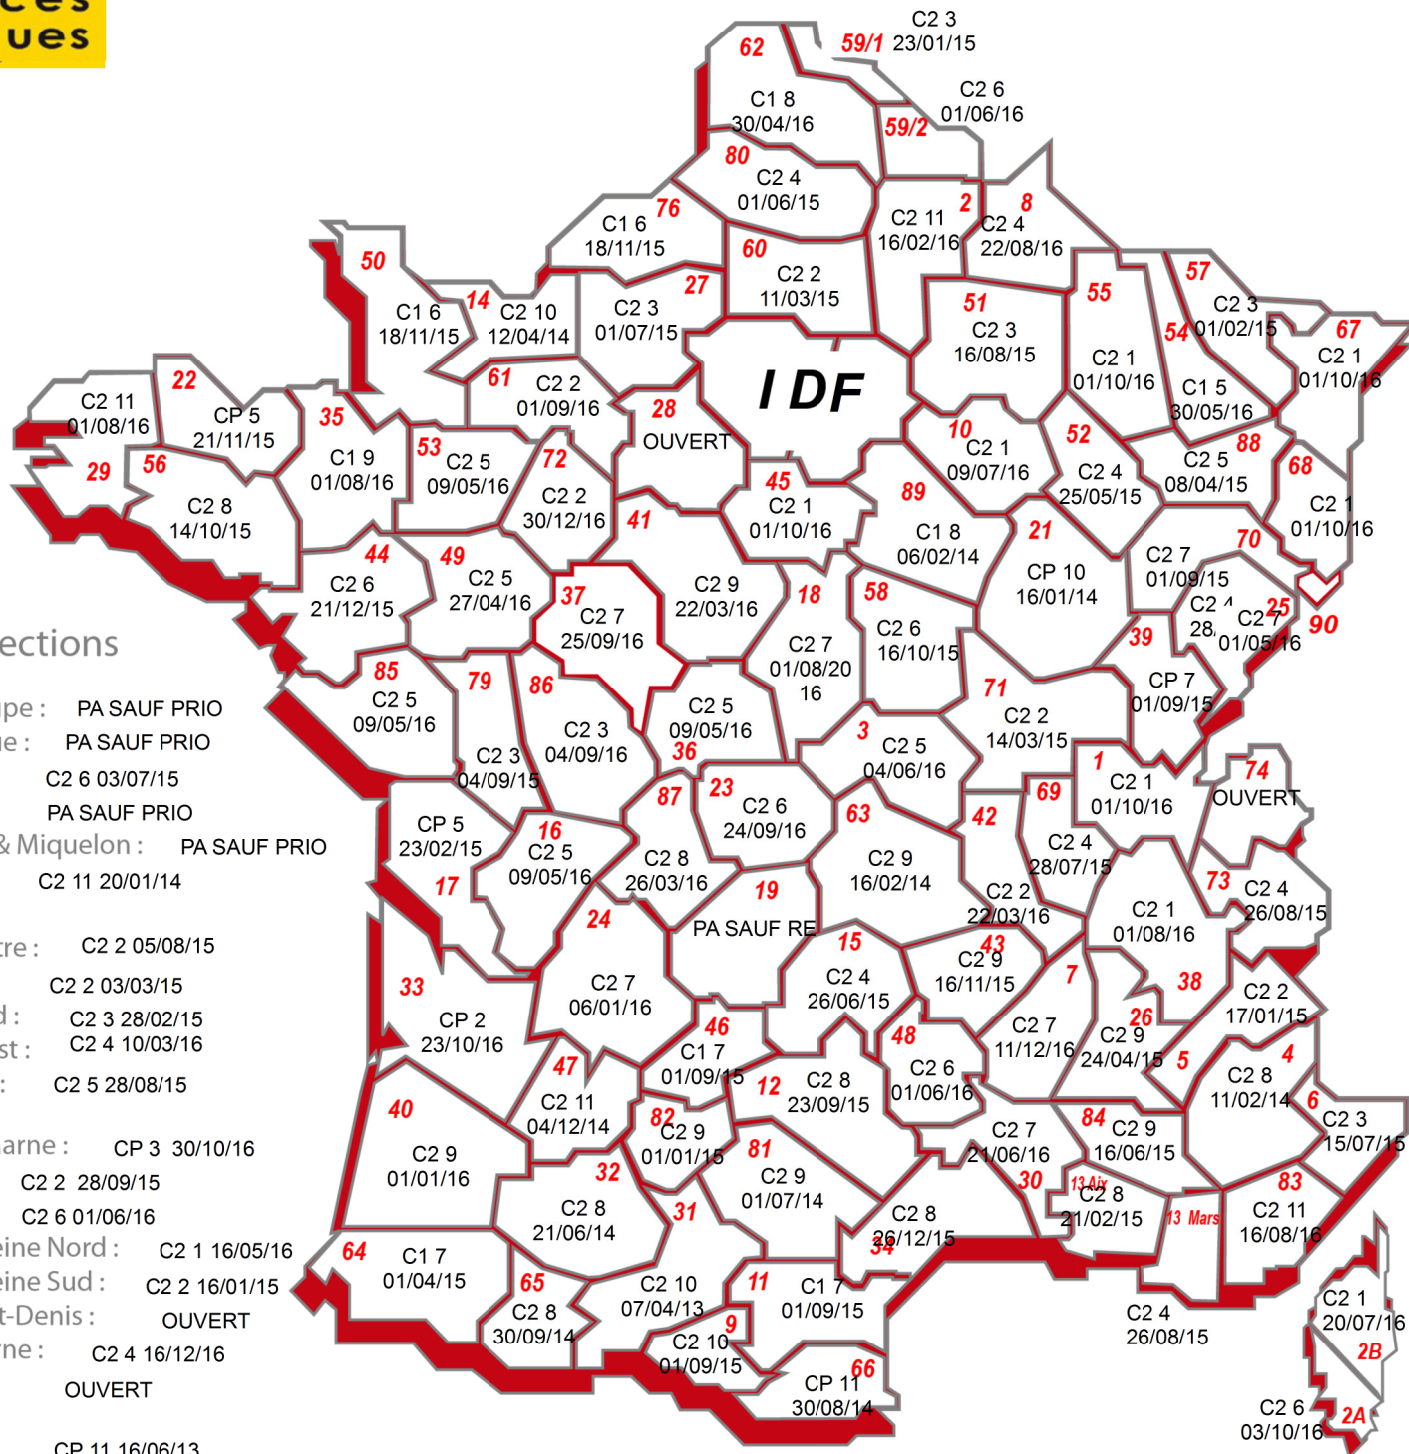 ces
ues
C2 3
59/1 23/01/15
62
C2 6
01/06/16
C1 8
30/04/16
59/2
80
C2 4
01/06/15
76
C1 6
18/11/15
2
C2 11
16/02/16
8
C2 4
22/08/16
60
C2 2
11/03/15
50
C1 6
18/11/15
14
C2 10
12/04/14
27
C2 3
01/07/15
51
C2 3
16/08/15
55
C2 1
01/10/16
57
C2 3
01/02/15
54
C1 5
30/05/16
67
C2 1
01/10/16
22
CP 5
21/11/15
C2 11
01/08/16
29
61
C2 2
01/09/16
I DF
28
OUVERT
35
C1 9
01/08/16
53
C2 5
09/05/16
72
C2 2
30/12/16
56
C2 8
14/10/15
10
C2 1
09/07/16
52
C2 4
25/05/15
88
C2 5
08/04/15
68
C2 1
01/10/16
45
C2 1
01/10/16
89
C1 8
06/02/14
41
C2 9
22/03/16
21
CP 10
16/01/14
70
C2 7
01/09/15
44
C2 6
21/12/15
49
C2 5
27/04/16
37
C2 7
25/09/16
18
C2 7
01/08/20
16
58
C2 6
16/10/15
C2 4
28/
25
C2 7
01/05/16
90
39
CP 7
01/09/15
ections
85
C2 5
09/05/16
79
C2 3
04/09/15
86
C2 3
04/09/16
C2 5
09/05/16
36
71
C2 2
14/03/15
upe : PA SAUF PRIO
ue : PA SAUF PRIO
C2 6 03/07/15
PA SAUF PRIO
& Miquelon : PA SAUF PRIO
C2 11 20/01/14
3
C2 5
04/06/16
1
C2 1
01/10/16
74
OUVERT
CP 5
23/02/15
17
16
C2 5
09/05/16
87
C2 8
26/03/16
23
C2 6
24/09/16
63
C2 9
16/02/14
42
C2 2
22/03/16
69
C2 4
28/07/15
73
C2 4
26/08/15
19
PA SAUF RE
24
C2 7
06/01/16
15
C2 4
26/06/15
43
C2 9
16/11/15
C2 1
01/08/16
38
tre : C2 2 05/08/15
C2 2 03/03/15
d : C2 3 28/02/15
st : C2 4 10/03/16
: C2 5 28/08/15
33
CP 2
23/10/16
46
C1 7
01/09/15
48
C2 6
01/06/16
7
C2 7
11/12/16
26
C2 9
24/04/15
C2 2
17/01/15
5
4
C2 8
11/02/14
6
C2 3
15/07/15
47
C2 11
04/12/14
12
C2 8
23/09/15
40
C2 9
01/01/16
82
C2 9
01/01/15
81
C2 9
01/07/14
C2 7
21/06/16
30
84
C2 9
16/06/15
arne : CP 3 30/10/16
C2 2 28/09/15
C2 6 01/06/16
eine Nord : C2 1 16/05/16
eine Sud : C2 2 16/01/15
t-Denis : OUVERT
rne : C2 4 16/12/16
OUVERT
CP 11 16/06/13
32
C2 8
21/06/14
31
C2 10
07/04/13
13 Aix
C2 8
21/02/15
13 Mars
C2 4
26/08/15
83
C2 11
16/08/16
64
C1 7
01/04/15
65
C2 8
30/09/14
C2 8
26/12/15
34
11
C1 7
01/09/15
9
C2 10
01/09/15
66
CP 11
30/08/14
C2 1
20/07/16
2B
C2 6
03/10/16
2A